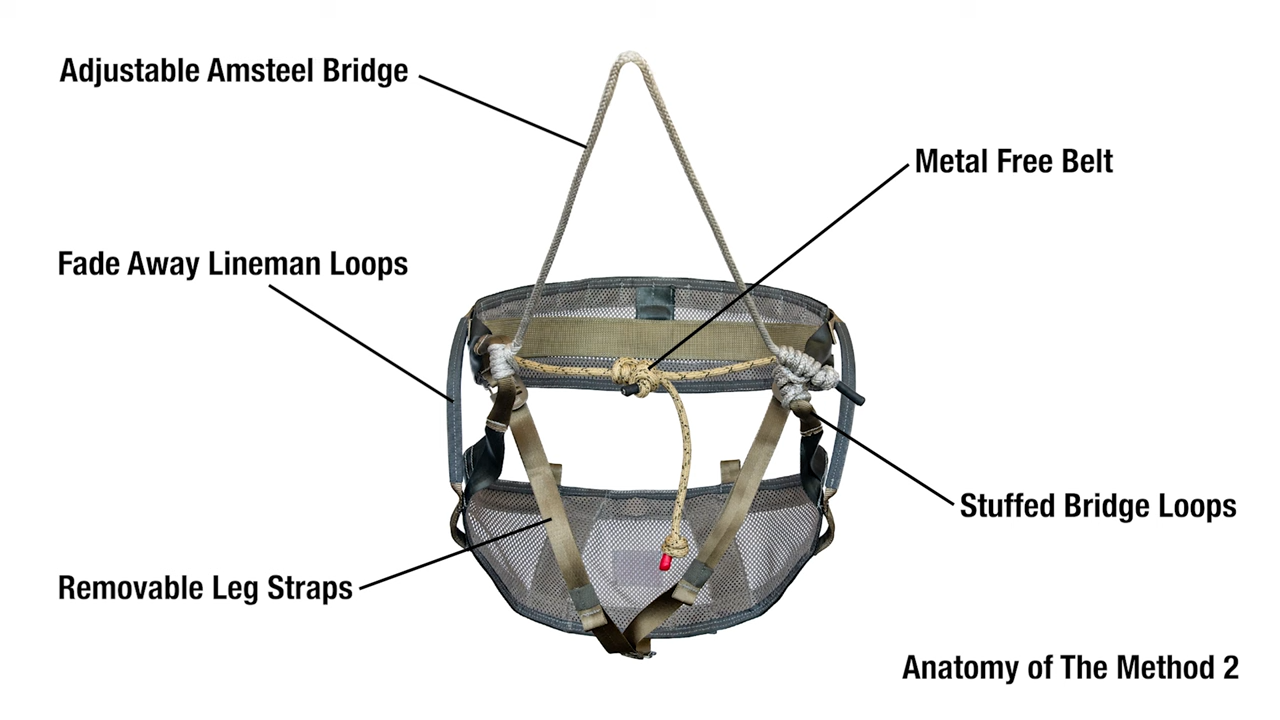 Adjustable Amsteel Bridge
Metal Free Belt
Fade Away Lineman Loops
Stuffed Bridge Loops
Removable Leg Straps
Anatomy of The Method 2